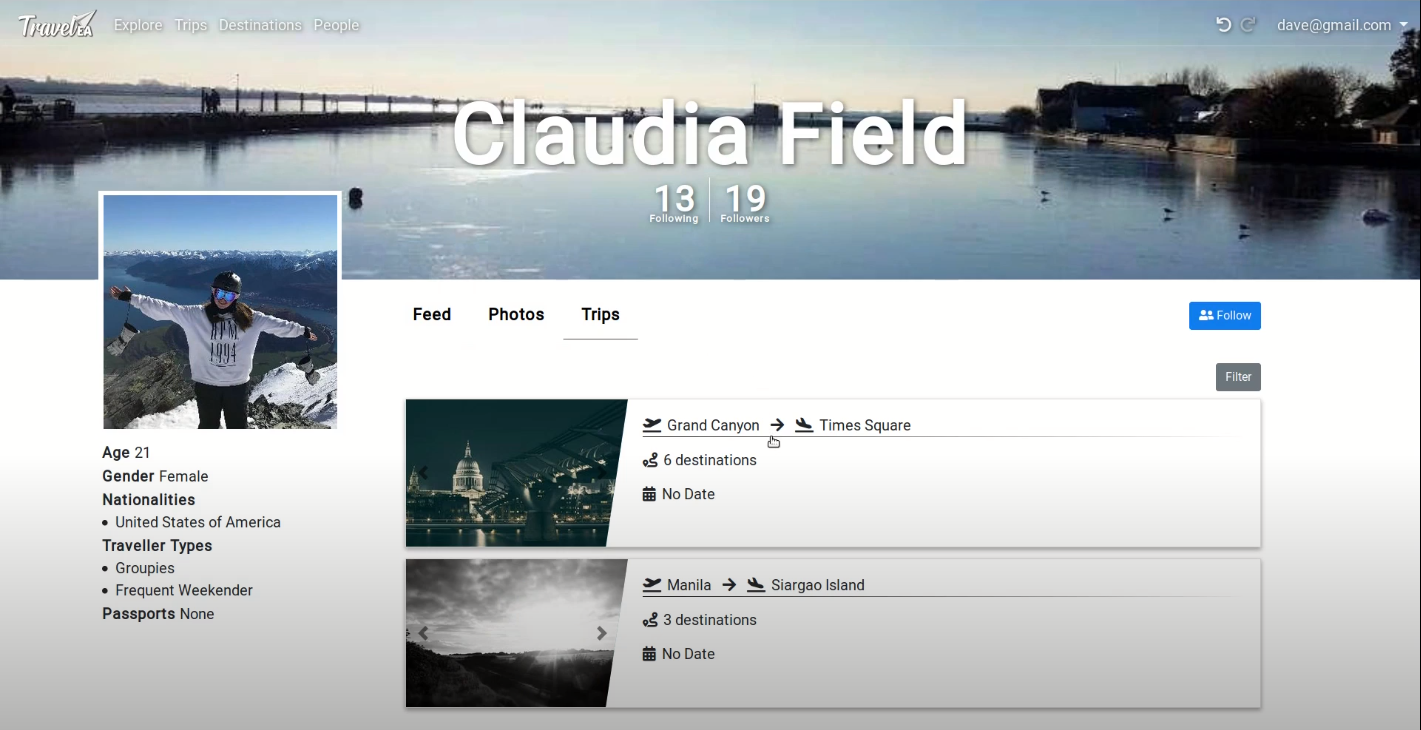 TravelEA Explore Trips Destinations People dave@gmail.com
Claudia Field
13 19
Following Followers
Feed Photos Trips Follow
Filter
HTM
1994
Age 21
Gender Female
Nationalities
• United States of America
Traveller Types
• Groupies
• Frequent Weekender
Passports None
Grand Canyon → Times Square
6 destinations
No Date
Manila → Siargao Island
3 destinations
No Date